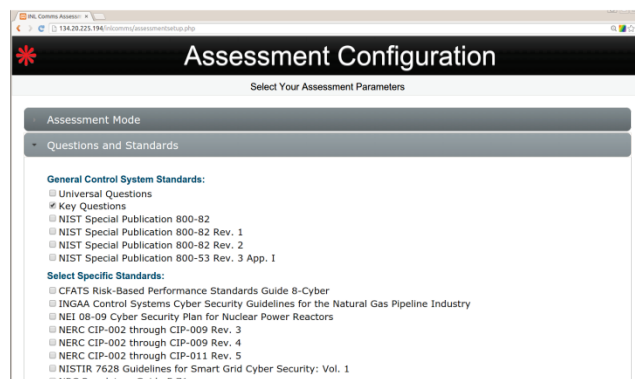 INL Comms Assessm
134.20.225.194/inlcomms/assessmentsetup.php
Assessment Configuration
Select Your Assessment Parameters
Assessment Mode
Questions and Standards
General Control System Standards:
Universal Questions
Key Questions
NIST Special Publication 800-82
NIST Special Publication 800-82 Rev. 1
NIST Special Publication 800-82 Rev. 2
NIST Special Publication 800-53 Rev. 3 App. I
Select Specific Standards:
CFATS Risk-Based Performance Standards Guide 8-Cyber
INGAA Control Systems Cyber Security Guidelines for the Natural Gas Pipeline Industry
NEI 08-09 Cyber Security Plan for Nuclear Power Reactors
NERC CIP-002 through CIP-009 Rev. 3
NERC CIP-002 through CIP-009 Rev. 4
NERC CIP-002 through CIP-011 Rev. 5
NISTIR 7628 Guidelines for Smart Grid Cyber Security: Vol. 1